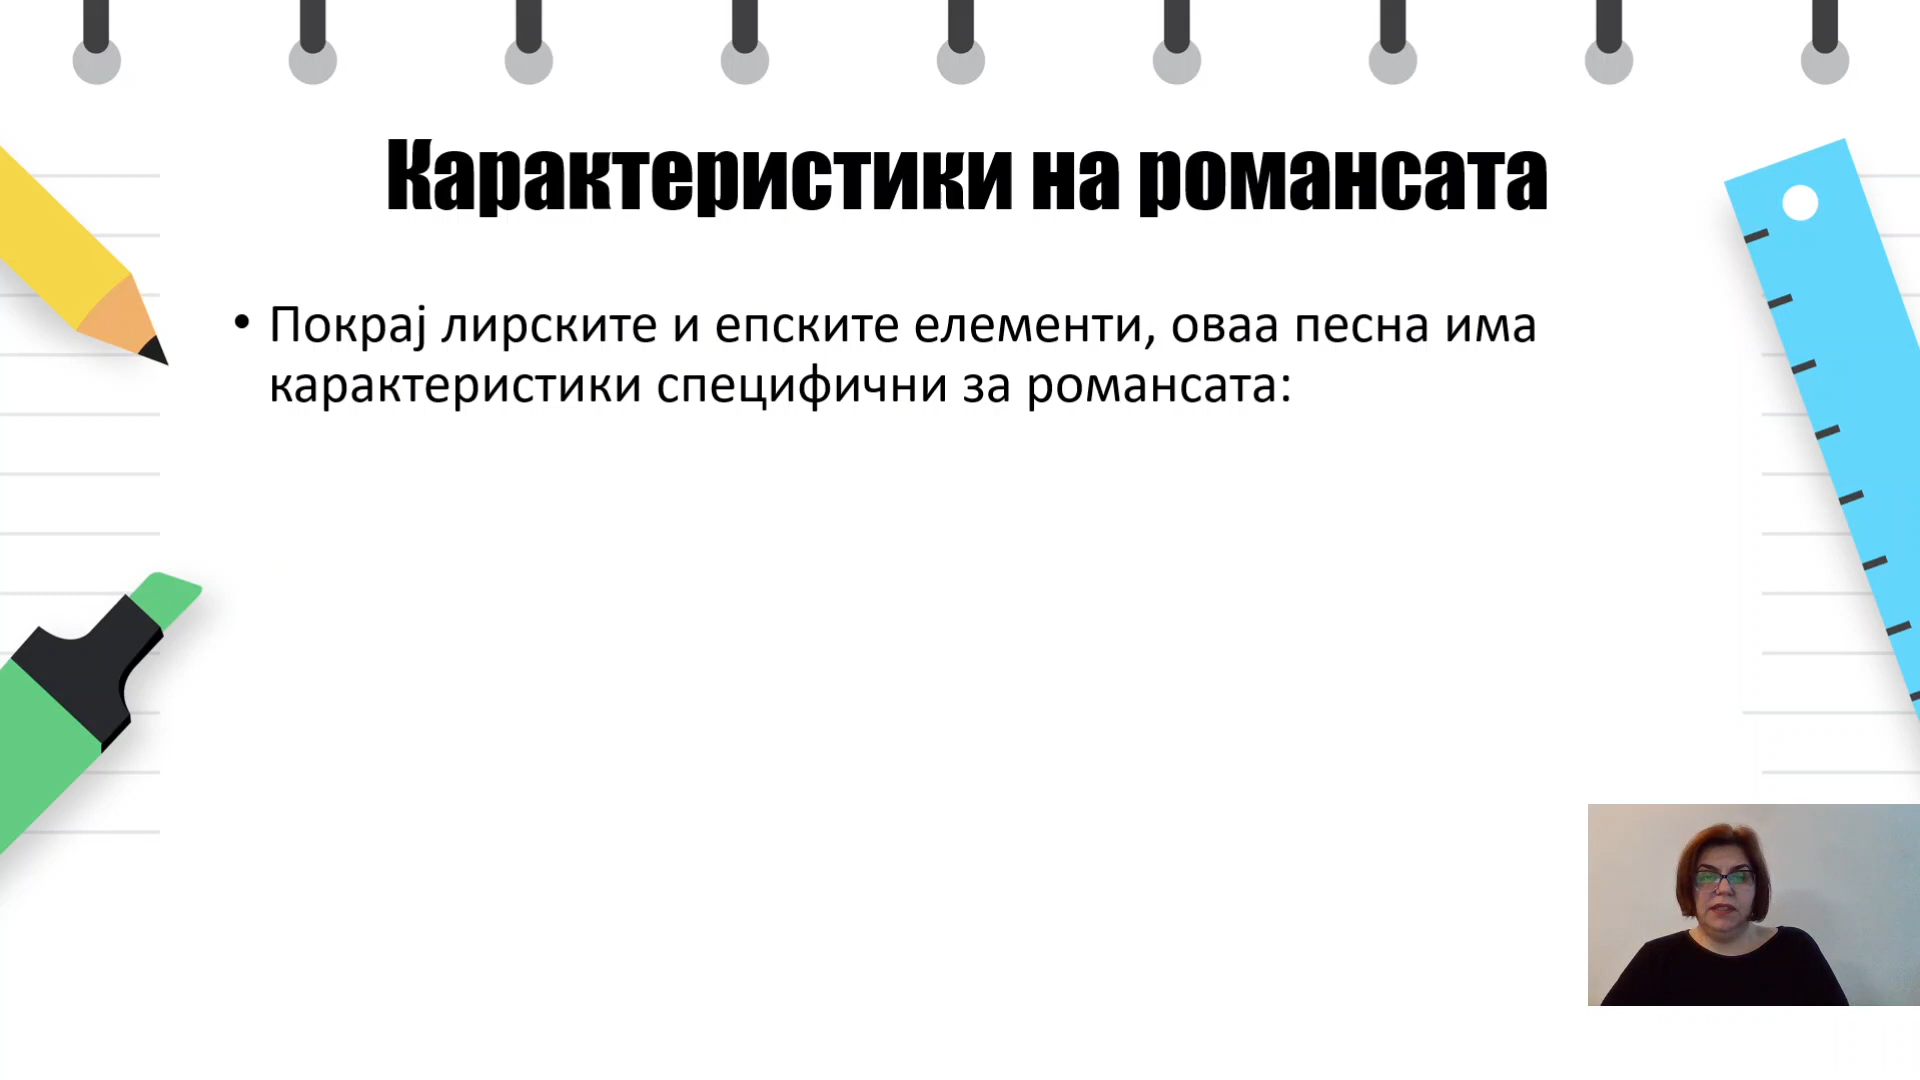 Карактеристики на романсата
• Покрај лирските и епските елементи, оваа песна има
карактеристики специфични за романсата: